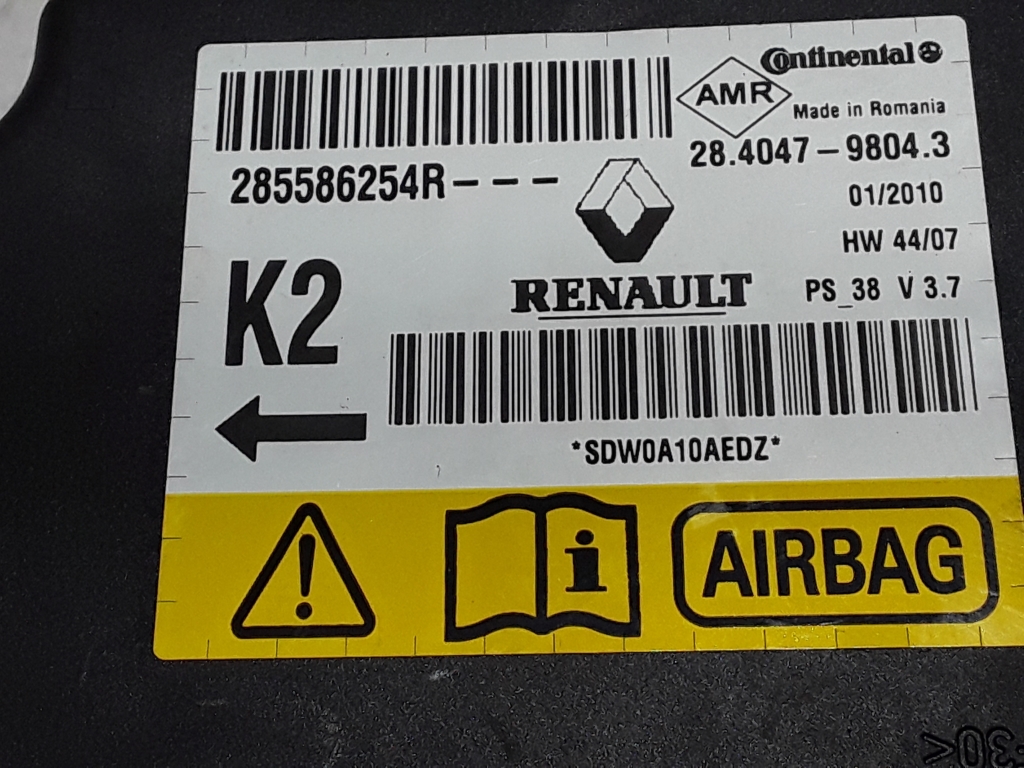 Continental
AMR
Made in Romania
28.4047-9804.3
285586254R---
01/2010
HW 44/07
K2
RENAULT
PS_38 V 3.7
*SDW0A10AEDZ*
i
AIRBAG
30<